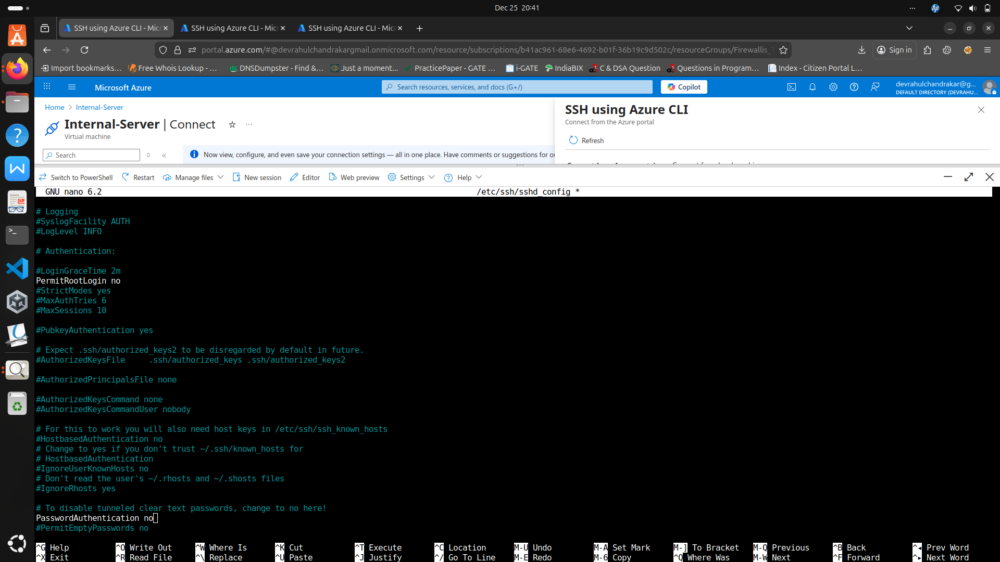 Dec 25 20:41
SSH using Azure CLI - Micr
SSH using Azure CLI - Micr
SSH using Azure CLI - Micr
portal.azure.com/#@devrahulchandrakargmail.onmicrosoft.com/resource/subscriptions/b41ac961-68e6-4692-b01f-36b19c9d502c/resourceGroups/Firewallis_T
Sign in
Import bookmarks…
Free Whois Lookup - …
DNSDumpster - Find &…
Just a moment…
PracticePaper - GATE …
i-GATE
IndiaBIX
C & DSA Question
Questions in Program…
Index - Citizen Portal L…
Microsoft Azure
Search resources, services, and docs (G+/)
Copilot
devrahulchandrakar@g...
DEFAULT DIRECTORY (DEVRAHU...
Home > Internal-Server
Internal-Server | Connect
Virtual machine
Search
Now view, configure, and even save your connection settings — all in one place. Have comments or suggestions for ou
SSH using Azure CLI
Connect from the Azure portal
Refresh
Switch to PowerShell
Restart
Manage files
New session
Editor
Web preview
Settings
Help
GNU nano 6.2 /etc/ssh/sshd_config *
# Logging
#SyslogFacility AUTH
#LogLevel INFO
# Authentication:
#LoginGraceTime 2m
PermitRootLogin no
#StrictModes yes
#MaxAuthTries 6
#MaxSessions 10
#PubkeyAuthentication yes
# Expect .ssh/authorized_keys2 to be disregarded by default in future.
#AuthorizedKeysFile .ssh/authorized_keys .ssh/authorized_keys2
#AuthorizedPrincipalsFile none
#AuthorizedKeysCommand none
#AuthorizedKeysCommandUser nobody
# For this to work you will also need host keys in /etc/ssh/ssh_known_hosts
#HostbasedAuthentication no
# Change to yes if you don't trust ~/.ssh/known_hosts for
# HostbasedAuthentication
#IgnoreUserKnownHosts no
# Don't read the user's ~/.rhosts and ~/.shosts files
#IgnoreRhosts yes
# To disable tunneled clear text passwords, change to no here!
PasswordAuthentication no
#PermitEmptyPasswords no
^G Help ^O Write Out ^W Where Is ^K Cut ^T Execute ^C Location M-U Undo M-A Set Mark M-] To Bracket M-Q Previous ^B Back ^◂ Prev Word
^X Exit ^R Read File ^\ Replace ^U Paste ^J Justify ^/ Go To Line M-E Redo M-6 Copy ^Q Where Was M-W Next ^F Forward ^▸ Next Word